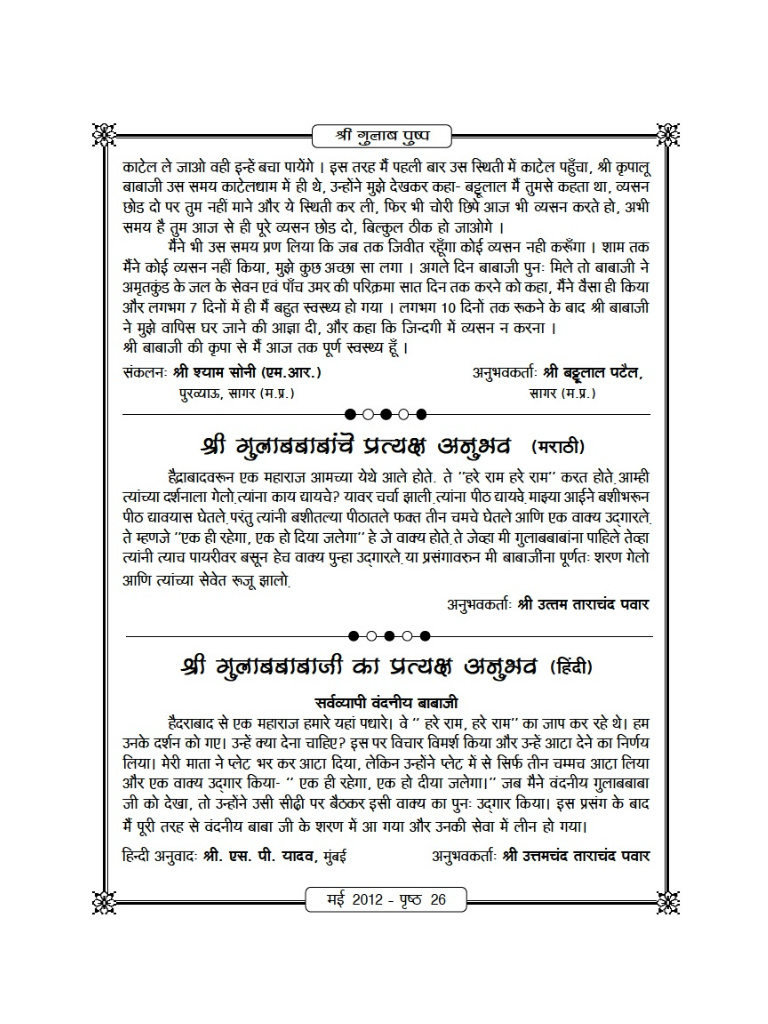 श्री गुलाब पुष्प
काटेल ले जाओ वही इन्हें बचा पायेंगे । इस तरह मैं पहली बार उस स्थिती में काटेल पहुँचा, श्री कृपालू
बाबाजी उस समय काटेलधाम में ही थे, उन्होंने मुझे देखकर कहा- बट्टूलाल मैं तुमसे कहता था, व्यसन
छोड दो पर तुम नहीं माने और ये स्थिती कर ली, फिर भी चोरी छिपे आज भी व्यसन करते हो, अभी
समय है तुम आज से ही पूरे व्यसन छोड दो, बिल्कुल ठीक हो जाओगे ।
मैंने भी उस समय प्रण लिया कि जब तक जिवीत रहूँगा कोई व्यसन नही करूँगा । शाम तक
मैंने कोई व्यसन नहीं किया, मुझे कुछ अच्छा सा लगा । अगले दिन बाबाजी पुनः मिले तो बाबाजी ने
अमृतकुंड के जल के सेवन एवं पाँच उमर की परिक्रमा सात दिन तक करने को कहा, मैंने वैसा ही किया
और लगभग 7 दिनों में ही मैं बहुत स्वस्थ्य हो गया । लगभग 10 दिनों तक रूकने के बाद श्री बाबाजी
ने मुझे वापिस घर जाने की आज्ञा दी, और कहा कि जिन्दगी में व्यसन न करना ।
श्री बाबाजी की कृपा से मैं आज तक पूर्ण स्वस्थ्य हूँ ।
संकलनः श्री श्याम सोनी (एम.आर.) अनुभवकर्ताः श्री बट्टूलाल पटैल,
पुरव्याऊ, सागर (म.प्र.) सागर (म.प्र.)
श्री गुलाबबाबांचे प्रत्यक्ष अनुभव (मराठी)
हैद्राबादवरून एक महाराज आमच्या येथे आले होते. ते "हरे राम हरे राम" करत होते.आम्ही
त्यांच्या दर्शनाला गेलो.त्यांना काय द्यायचे? यावर चर्चा झाली.त्यांना पीठ द्यायचे.माझ्या आईने बशीभरून
पीठ द्यावयास घेतले.परंतु त्यांनी बशीतल्या पीठातले फक्त तीन चमचे घेतले आणि एक वाक्य उद्गारले.
ते म्हणजे "एक ही रहेगा, एक हो दिया जलेगा" हे जे वाक्य होते.ते जेव्हा मी गुलाबबाबांना पाहिले तेव्हा
त्यांनी त्याच पायरीवर बसून हेच वाक्य पुन्हा उद्गारले.या प्रसंगावरुन मी बाबाजींना पूर्णतः शरण गेलो
आणि त्यांच्या सेवेत रूजू झालो.
अनुभवकर्ताः श्री उत्तम ताराचंद पवार
श्री गुलाबबाबाजी का प्रत्यक्ष अनुभव (हिंदी)
सर्वव्यापी वंदनीय बाबाजी
हैदराबाद से एक महाराज हमारे यहां पधारे। वे " हरे राम, हरे राम" का जाप कर रहे थे। हम
उनके दर्शन को गए। उन्हें क्या देना चाहिए? इस पर विचार विमर्श किया और उन्हें आटा देने का निर्णय
लिया। मेरी माता ने प्लेट भर कर आटा दिया, लेकिन उन्होंने प्लेट में से सिर्फ तीन चम्मच आटा लिया
और एक वाक्य उद्गार किया- " एक ही रहेगा, एक हो दीया जलेगा।" जब मैने वंदनीय गुलाबबाबा
जी को देखा, तो उन्होंने उसी सीढ़ी पर बैठकर इसी वाक्य का पुनः उद्गार किया। इस प्रसंग के बाद
मैं पूरी तरह से वंदनीय बाबा जी के शरण में आ गया और उनकी सेवा में लीन हो गया।
हिन्दी अनुवादः श्री. एस. पी. यादव, मुंबई अनुभवकर्ताः श्री उत्तमचंद ताराचंद पवार
मई 2012 - पृष्ठ 26